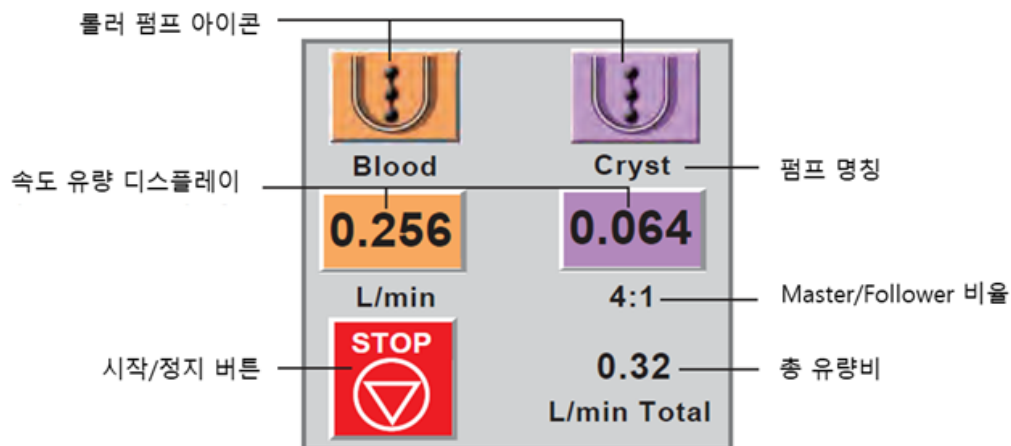 롤러 펌프 아이콘
Blood
Cryst
펌프 명칭
속도 유량 디스플레이
0.256
0.064
L/min
4:1
Master/Follower 비율
STOP
시작/정지 버튼
0.32
총 유량비
L/min Total